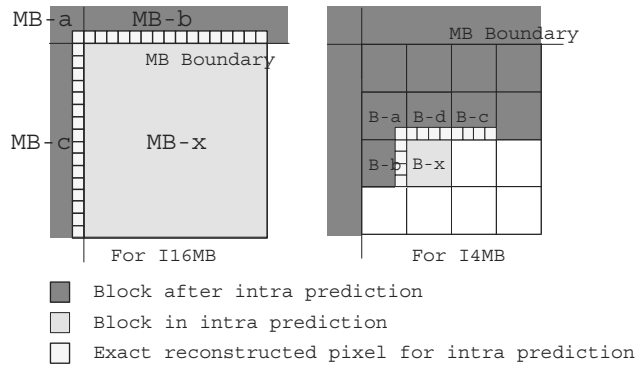 MB-a MB-b
MB Boundary
MB-c MB-x
For I16MB
MB Boundary
B-a B-d B-c
B-b B-x
For I4MB
Block after intra prediction
Block in intra prediction
Exact reconstructed pixel for intra prediction